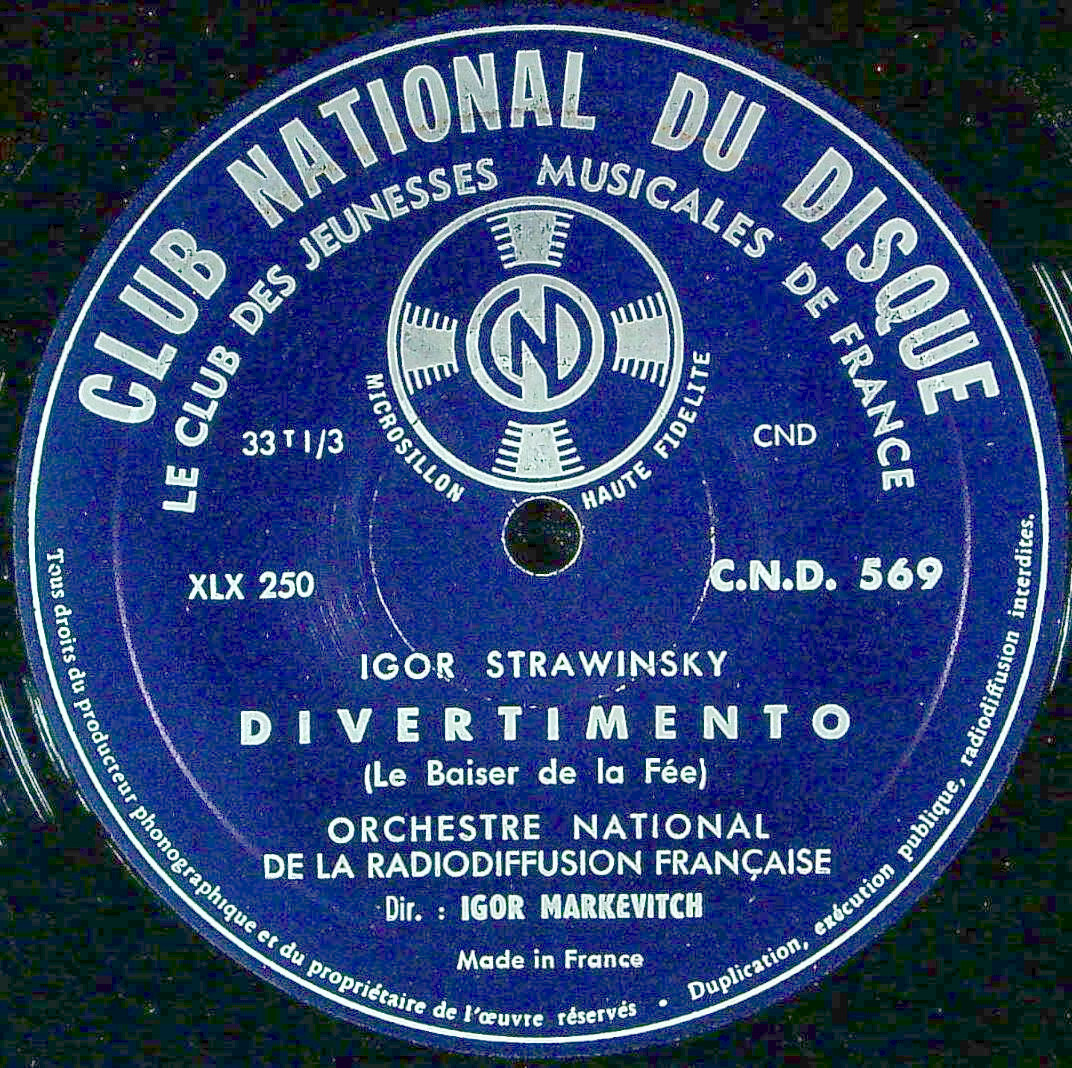 CLUB NATIONAL DU DISQUE
LE CLUB DES JEUNESSES MUSICALES DE FRANCE
N
MICROSILLON HAUTE FIDELITE
33 T 1/3
CND
XLX 250
C.N.D. 569
IGOR STRAWINSKY
DIVERTIMENTO
(Le Baiser de la Fée)
ORCHESTRE NATIONAL
DE LA RADIODIFFUSION FRANÇAISE
Dir. : IGOR MARKEVITCH
Made in France
Tous droits du producteur phonographique et du propriétaire de l'œuvre réservés • Duplication, exécution publique, radiodiffusion interdites.